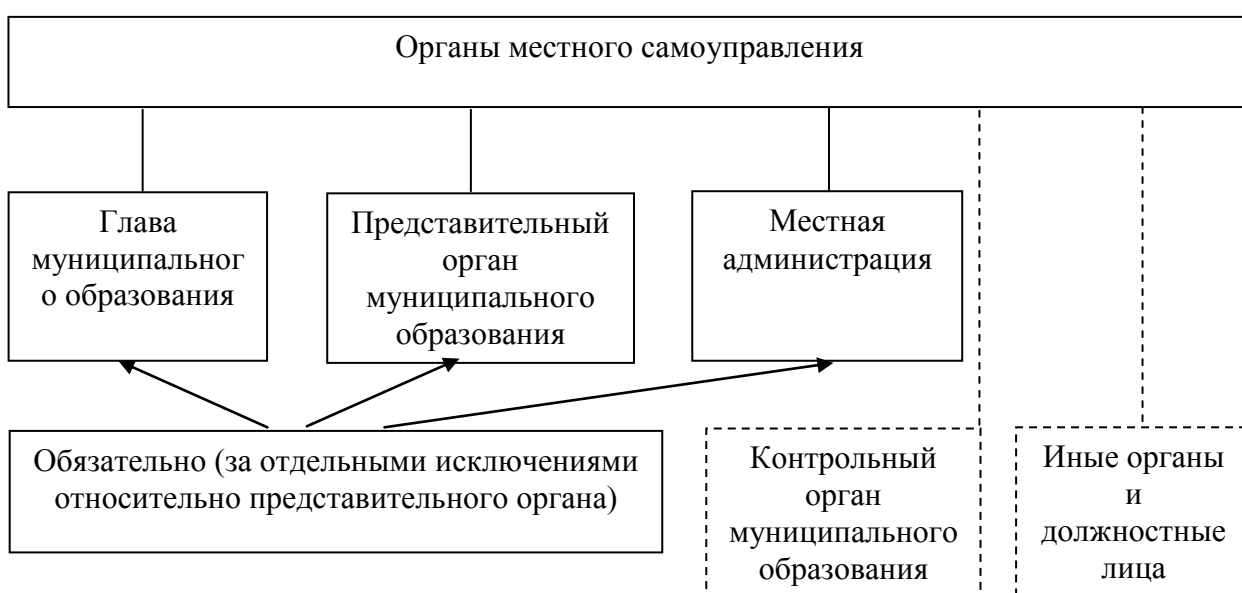 Органы местного самоуправления
Глава
муниципальног
о образования
Представительный
орган
муниципального
образования
Местная
администрация
Обязательно (за отдельными исключениями
относительно представительного органа)
Контрольный
орган
муниципального
образования
Иные органы
и
должностные
лица